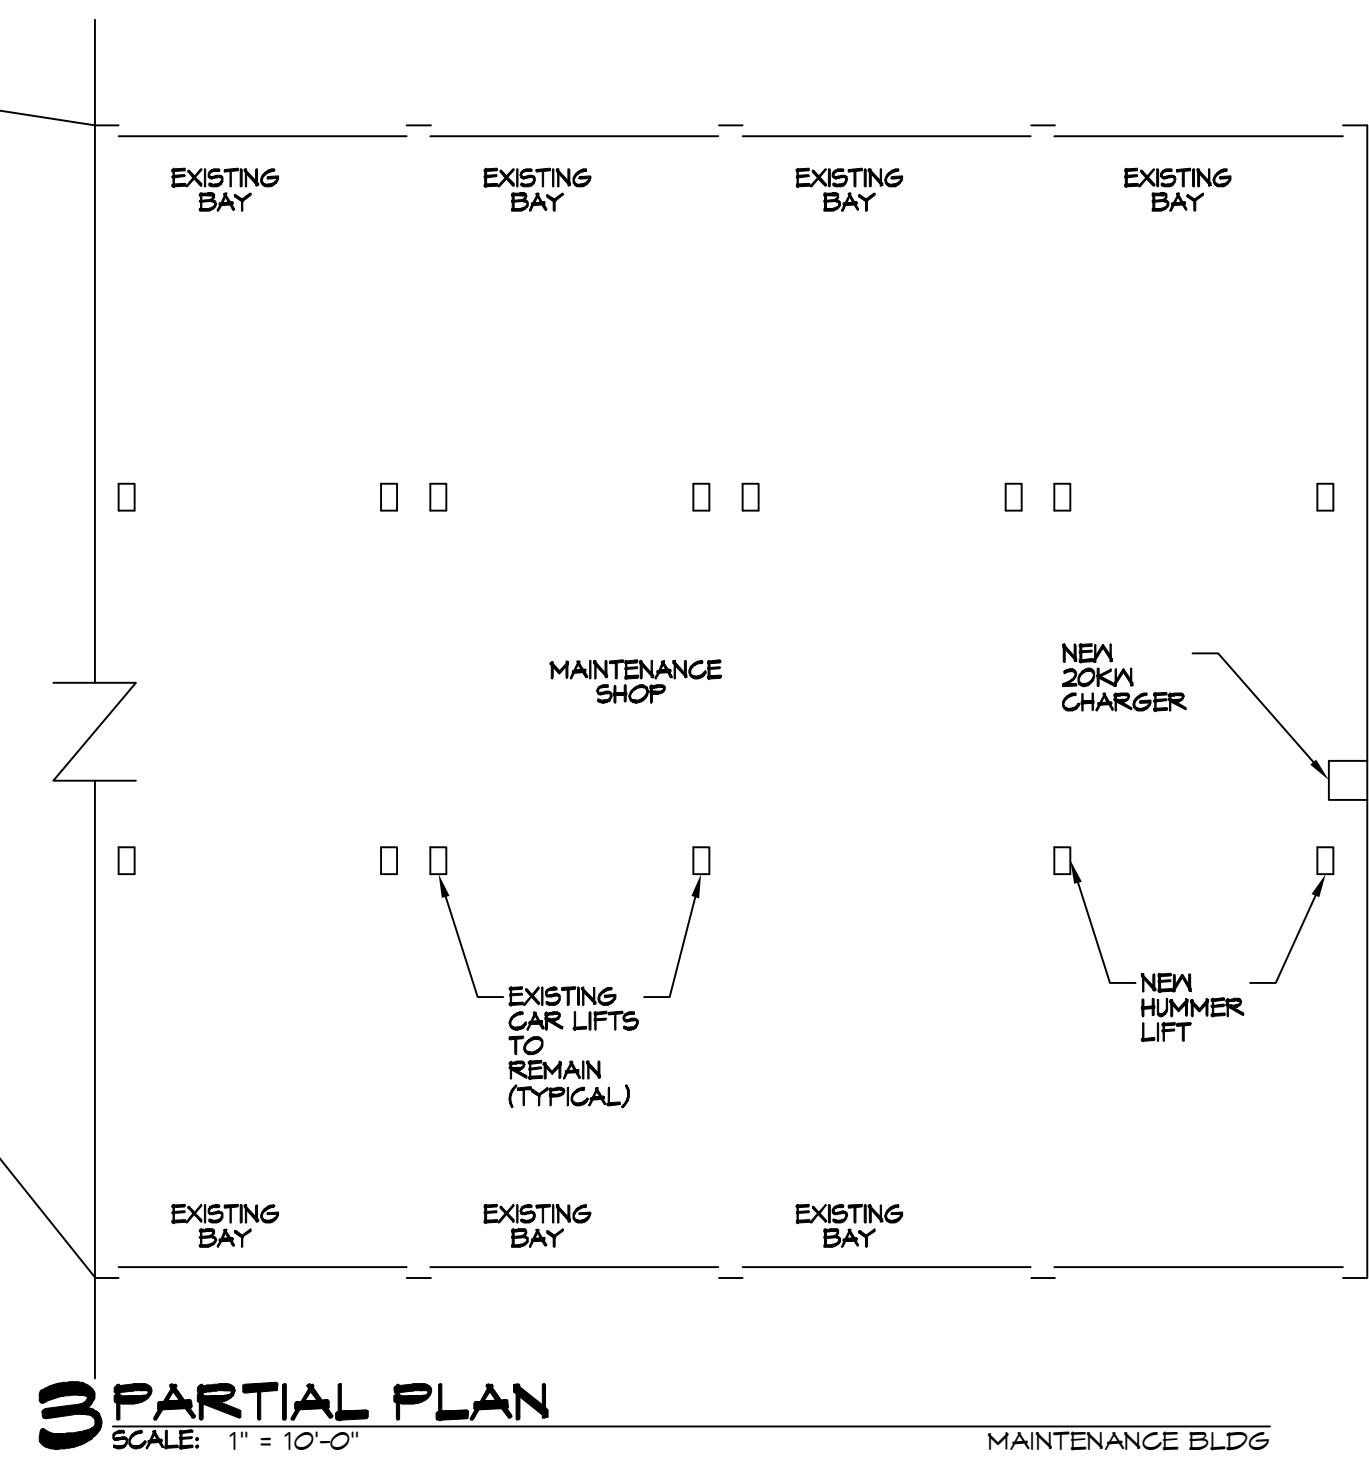 EXISTING
BAY
EXISTING
BAY
EXISTING
BAY
EXISTING
BAY
MAINTENANCE
SHOP
NEW
20KW
CHARGER
EXISTING
CAR LIFTS
TO
REMAIN
(TYPICAL)
NEW
HUMMER
LIFT
EXISTING
BAY
EXISTING
BAY
EXISTING
BAY
3 PARTIAL PLAN
SCALE: 1" = 10'-0"
MAINTENANCE BLDG